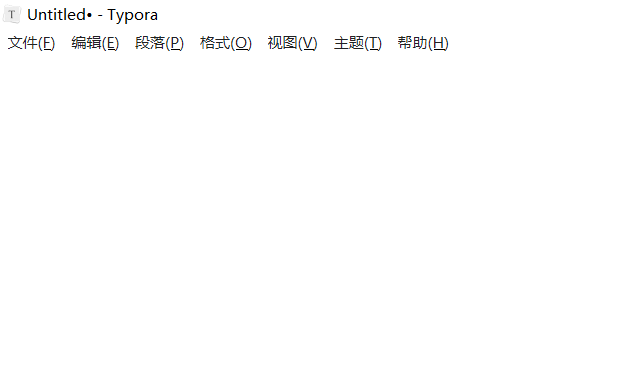 T Untitled• - Typora
文件(F) 编辑(E) 段落(P) 格式(O) 视图(V) 主题(T) 帮助(H)